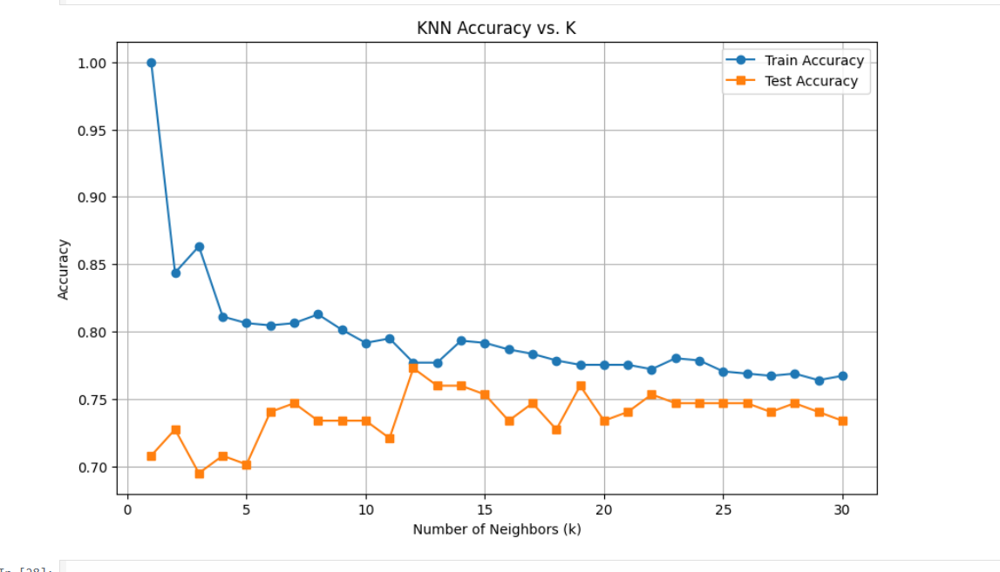 KNN Accuracy vs. K
Train Accuracy
Test Accuracy
1.00
0.95
0.90
0.85
0.80
0.75
0.70
Accuracy
0 5 10 15 20 25 30
Number of Neighbors (k)